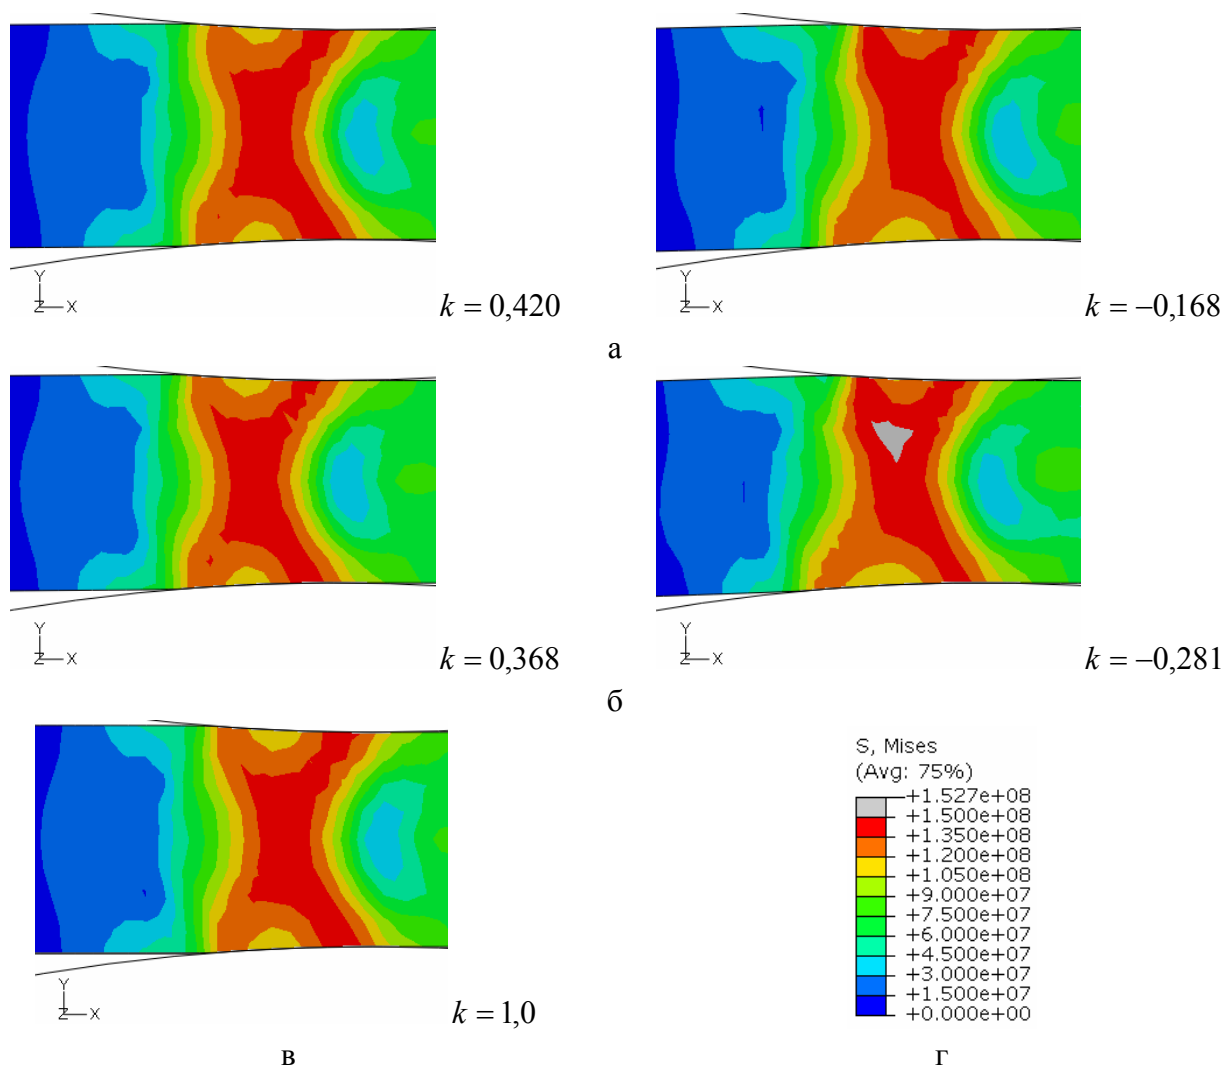 Y
Z X
k = 0,420
Y
Z X
k = −0,168
а
Y
Z X
k = 0,368
Y
Z X
k = −0,281
б
Y
Z X
k = 1,0
S, Mises
(Avg: 75%)
+1.527e+08
+1.500e+08
+1.350e+08
+1.200e+08
+1.050e+08
+9.000e+07
+7.500e+07
+6.000e+07
+4.500e+07
+3.000e+07
+1.500e+07
+0.000e+00
в
г